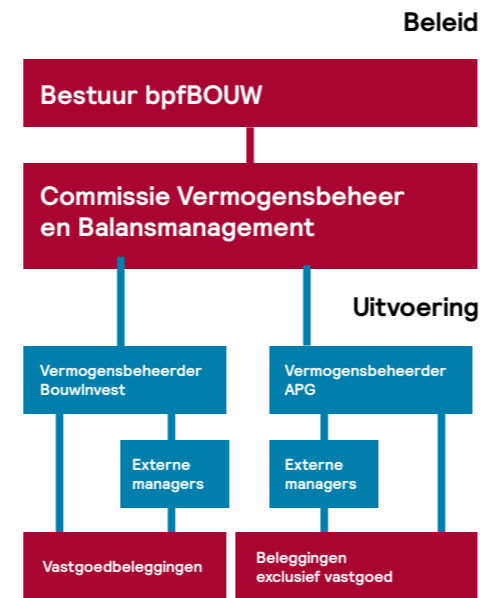 Beleid
Bestuur bpfBOUW
Commissie Vermogensbeheer
en Balansmanagement
Uitvoering
Vermogensbeheerder
BouwInvest
Vermogensbeheerder
APG
Externe
managers
Externe
managers
Vastgoedbeleggingen
Beleggingen
exclusief vastgoed